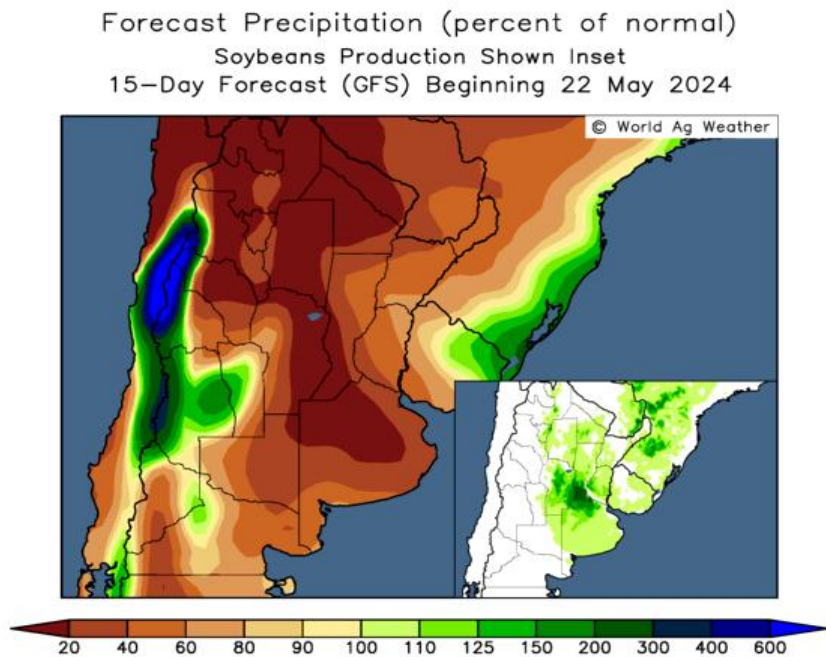 Forecast Precipitation (percent of normal)
Soybeans Production Shown Inset
15-Day Forecast (GFS) Beginning 22 May 2024
© World Ag Weather
20 40 60 80 90 100 110 125 150 200 300 400 600